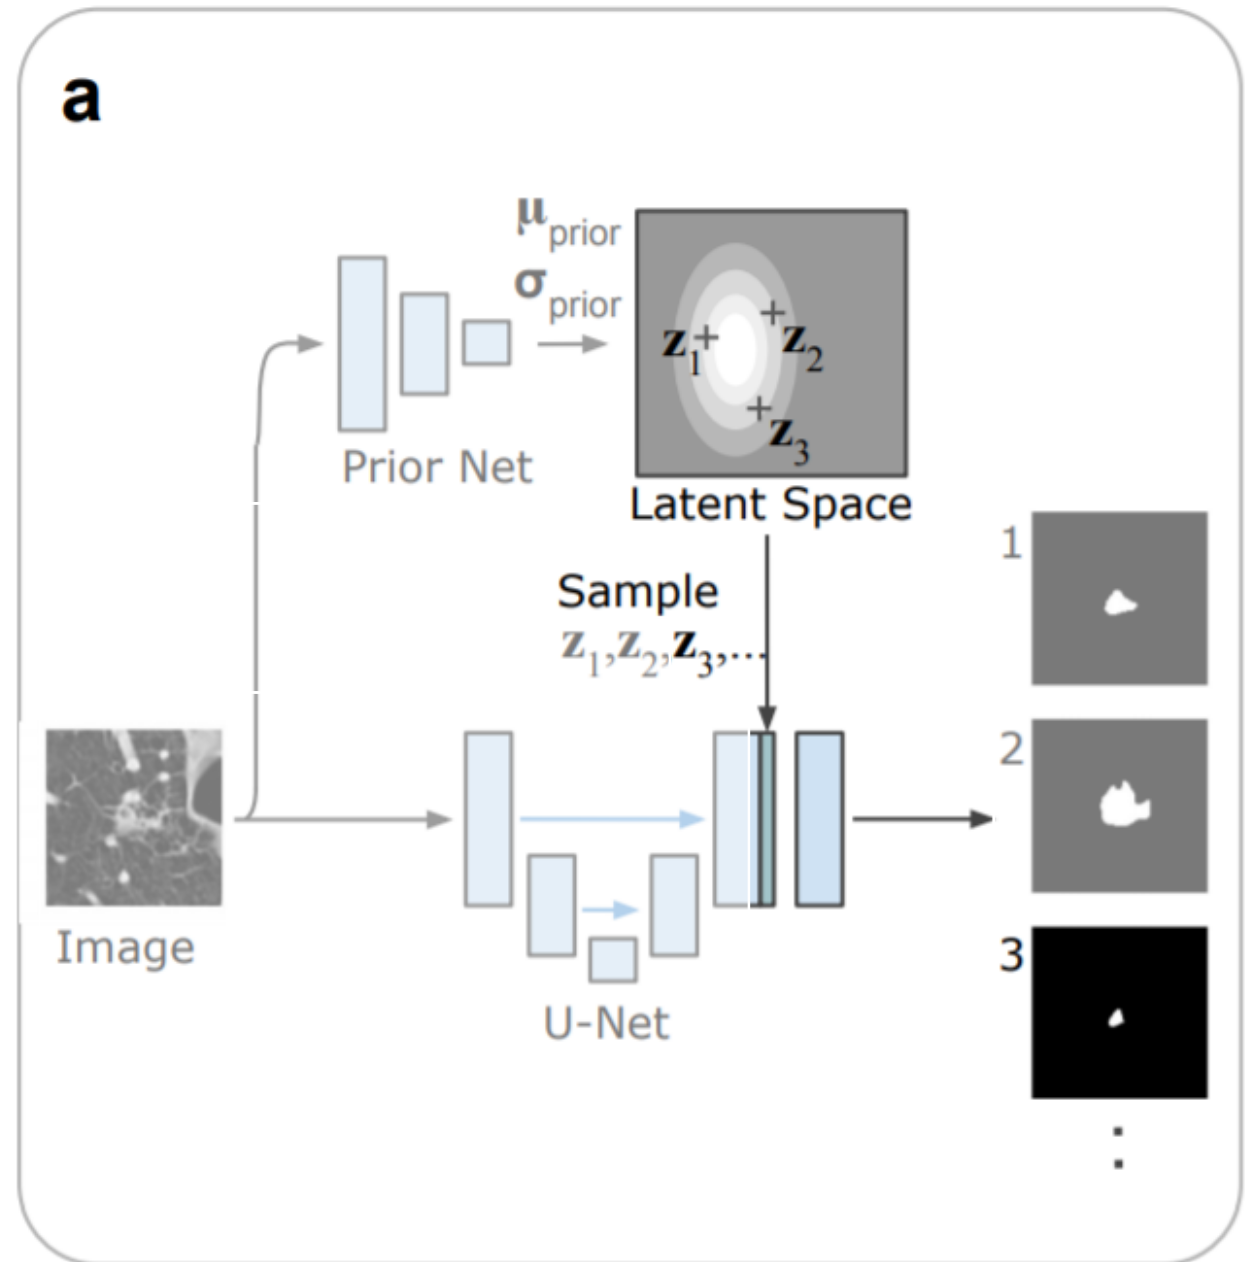 a
μprior
σprior
z1
z2
z3
Prior Net
Latent Space
Sample
z1,z2,z3,...
1
2
3
Image
U-Net